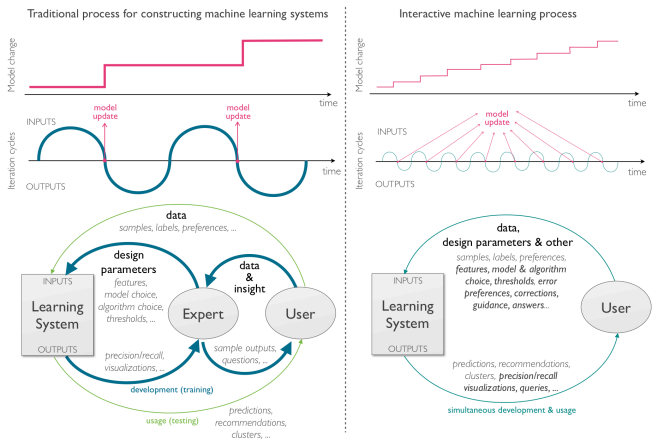 Traditional process for constructing machine learning systems
Model change
time
model
update
model
update
INPUTS
Iteration cycles
OUTPUTS
time
data
samples, labels, preferences, ...
design
parameters
features,
model choice,
algorithm choice,
thresholds, ...
data
&
insight
INPUTS
Learning
System
OUTPUTS
Expert
User
precision/recall,
visualizations, ...
sample outputs,
questions, ...
development (training)
usage (testing)
predictions,
recommendations,
clusters, ...
Interactive machine learning process
Model change
time
model
update
INPUTS
Iteration cycles
OUTPUTS
time
data,
design parameters & other
samples, labels, preferences,
features, model & algorithm
choice, thresholds, error
preferences, corrections,
guidance, answers...
INPUTS
Learning
System
OUTPUTS
User
predictions, recommendations,
clusters, precision/recall
visualizations, queries, ...
simultaneous development & usage